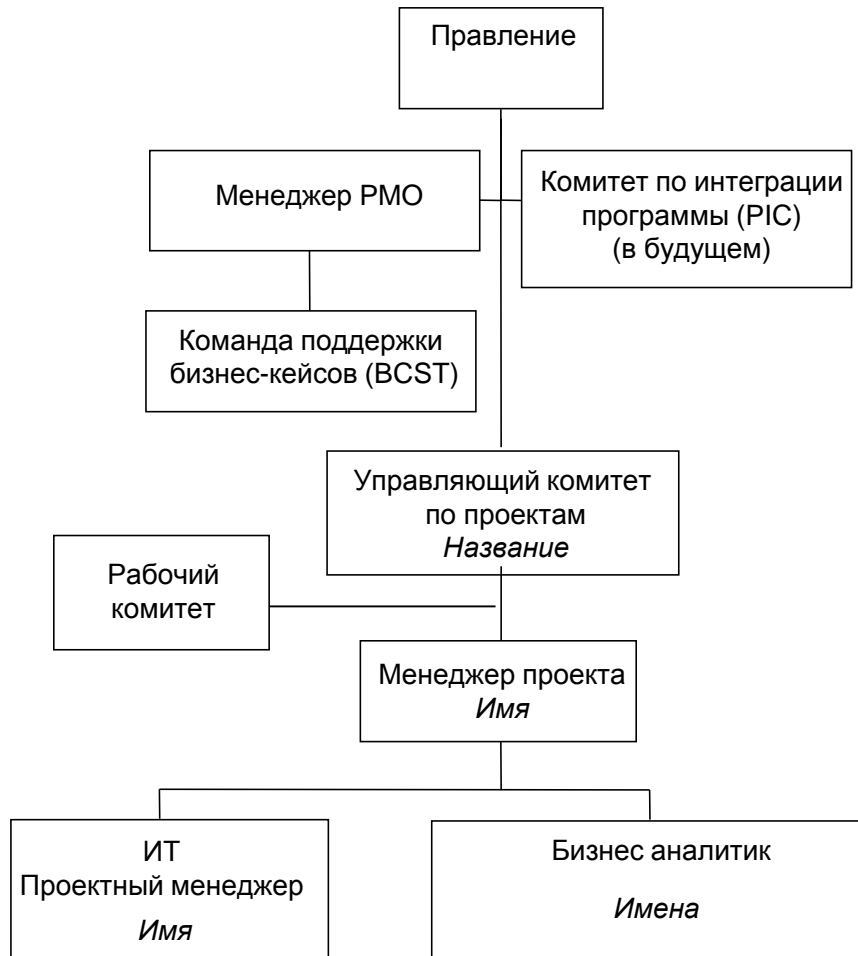 Правление
Менеджер PMO
Комитет по интеграции
программы (PIC)
(в будущем)
Команда поддержки
бизнес-кейсов (BCST)
Управляющий комитет
по проектам
Название
Рабочий
комитет
Менеджер проекта
Имя
ИТ
Проектный менеджер
Имя
Бизнес аналитик
Имена